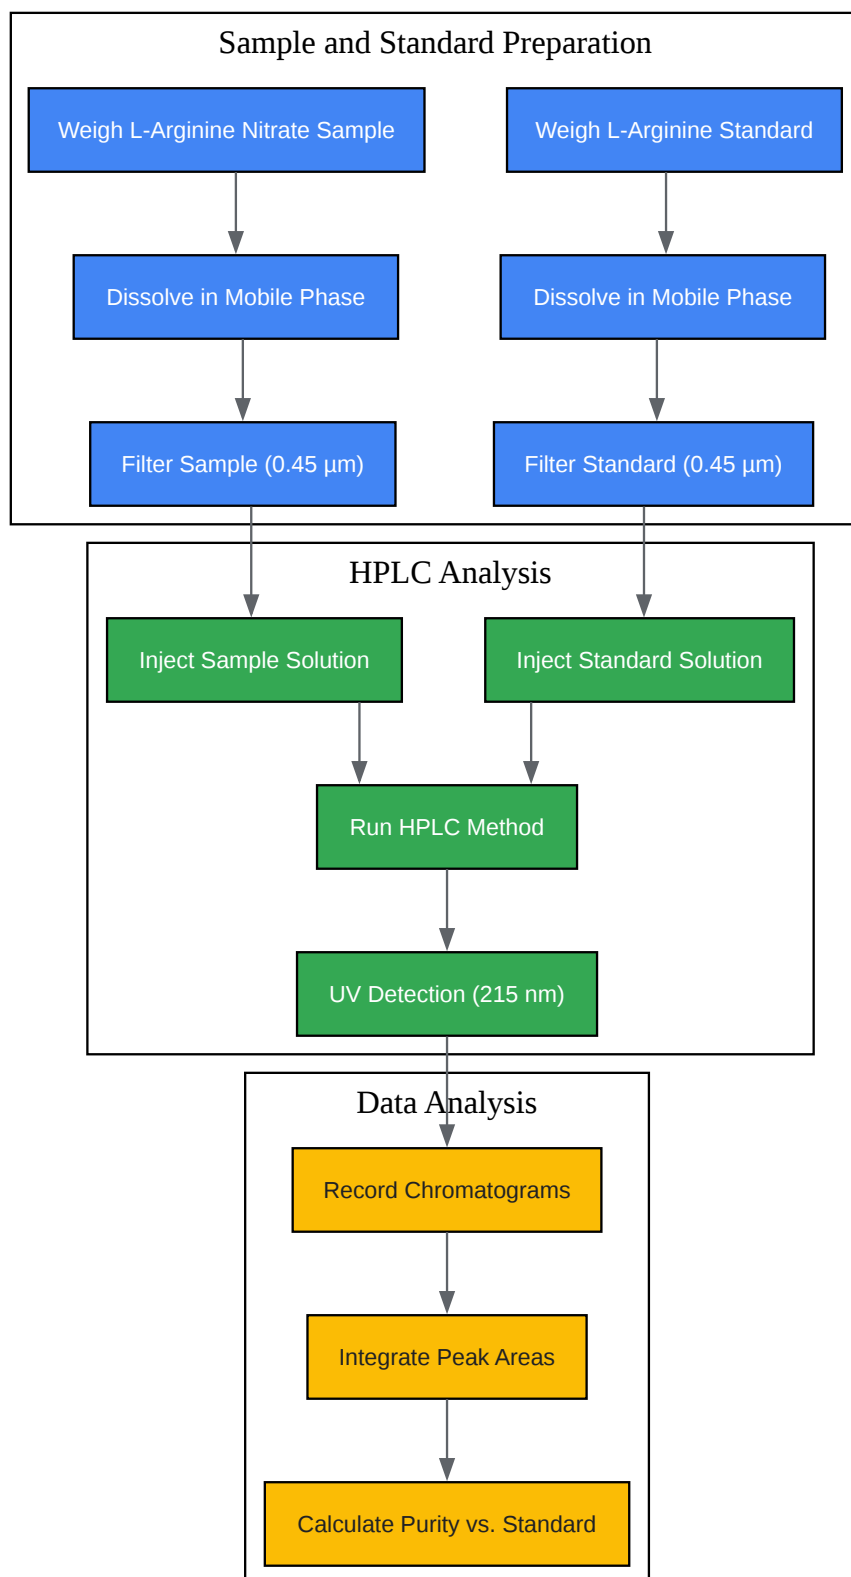 Sample and Standard Preparation
Weigh L-Arginine Nitrate Sample
Weigh L-Arginine Standard
Dissolve in Mobile Phase
Dissolve in Mobile Phase
Filter Sample (0.45 µm)
Filter Standard (0.45 µm)
HPLC Analysis
Inject Sample Solution
Inject Standard Solution
Run HPLC Method
UV Detection (215 nm)
Data Analysis
Record Chromatograms
Integrate Peak Areas
Calculate Purity vs. Standard